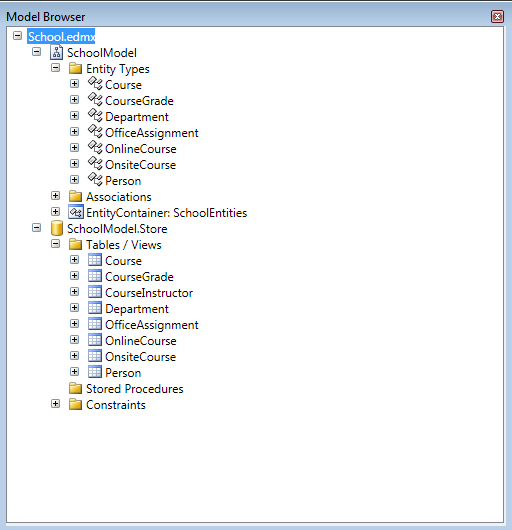 Model Browser
School.edmx
SchoolModel
Entity Types
Course
CourseGrade
Department
OfficeAssignment
OnlineCourse
OnsiteCourse
Person
Associations
EntityContainer: SchoolEntities
SchoolModel.Store
Tables / Views
Course
CourseGrade
CourseInstructor
Department
OfficeAssignment
OnlineCourse
OnsiteCourse
Person
Stored Procedures
Constraints